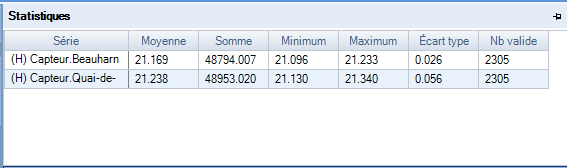 Statistiques
Série Moyenne Somme Minimum Maximum Écart type Nb valide
(H) Capteur.Beauharn 21.169 48794.007 21.096 21.233 0.026 2305
(H) Capteur.Quai-de- 21.238 48953.020 21.130 21.340 0.056 2305